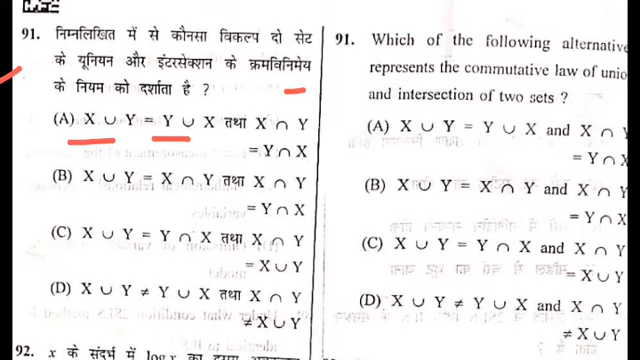 91. निम्नलिखित में से कौनसा विकल्प दो सेट
के यूनियन और इंटरसेक्शन के क्रमविनिमेय
के नियम को दर्शाता है ?
(A) X ∪ Y = Y ∪ X तथा X ∩ Y
= Y ∩ X
(B) X ∪ Y = X ∩ Y तथा X ∩ Y
= Y ∩ X
(C) X ∪ Y = Y ∩ X तथा X ∩ Y
= X ∪ Y
(D) X ∪ Y ≠ Y ∪ X तथा X ∩ Y
≠ X ∪ Y
92. x के संदर्भ में log x का
91. Which of the following alternative
represents the commutative law of unio
and intersection of two sets ?
(A) X ∪ Y = Y ∪ X and X ∩ Y
= Y ∩ X
(B) X ∪ Y = X ∩ Y and X ∩ Y
= Y ∩ X
(C) X ∪ Y = Y ∩ X and X ∩ Y
= X ∪ Y
(D) X ∪ Y ≠ Y ∪ X and X ∩ Y
≠ X ∪ Y